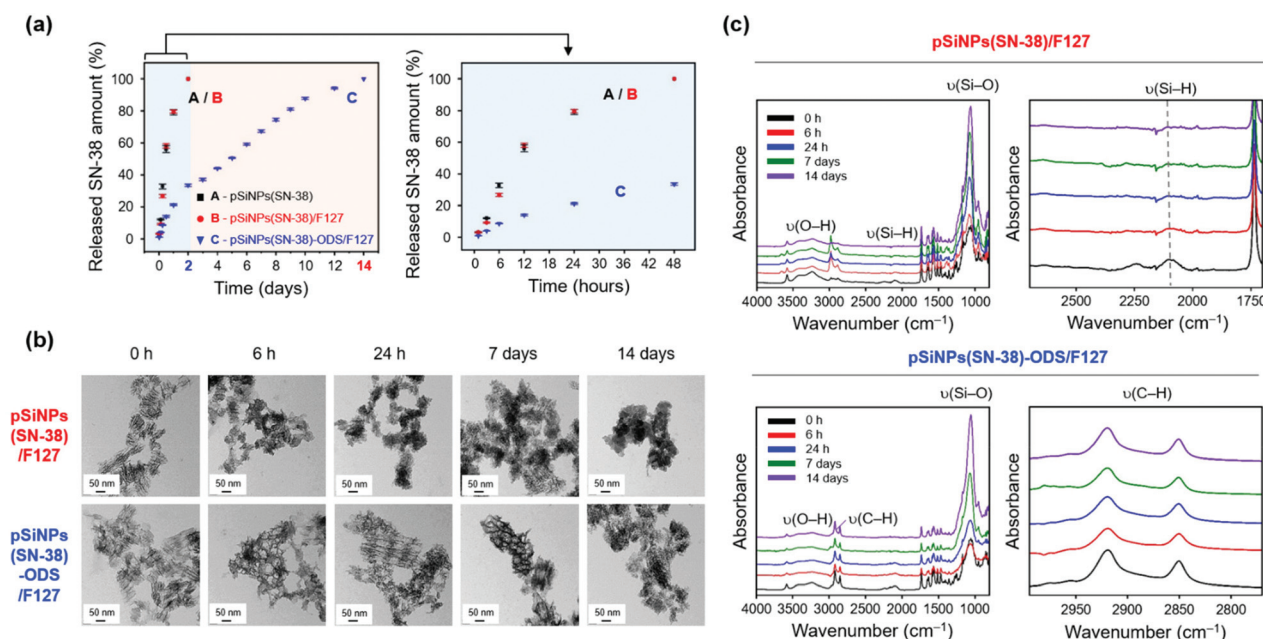 (a)
Released SN-38 amount (%)
100
80
60
40
20
0
A / B
C
A - pSiNPs(SN-38)
B - pSiNPs(SN-38)/F127
C - pSiNPs(SN-38)-ODS/F127
0 2 4 6 8 10 12 14
Time (days)
Released SN-38 amount (%)
100
80
60
40
20
0
A / B
C
0 6 12 18 24 30 36 42 48
Time (hours)
(b)
0 h 6 h 24 h 7 days 14 days
pSiNPs
(SN-38)
/F127
50 nm 50 nm 50 nm 50 nm 50 nm
pSiNPs
(SN-38)
-ODS
/F127
50 nm 50 nm 50 nm 50 nm 50 nm
(c)
pSiNPs(SN-38)/F127
υ(Si–O)
Absorbance
0 h
6 h
24 h
7 days
14 days
υ(O–H)
υ(Si–H)
4000 3500 3000 2500 2000 1500 1000
Wavenumber (cm⁻¹)
υ(Si–H)
Absorbance
2500 2250 2000 1750
Wavenumber (cm⁻¹)
pSiNPs(SN-38)-ODS/F127
υ(Si–O)
Absorbance
0 h
6 h
24 h
7 days
14 days
υ(O–H)
υ(C–H)
4000 3500 3000 2500 2000 1500 1000
Wavenumber (cm⁻¹)
υ(C–H)
Absorbance
2950 2900 2850 2800
Wavenumber (cm⁻¹)